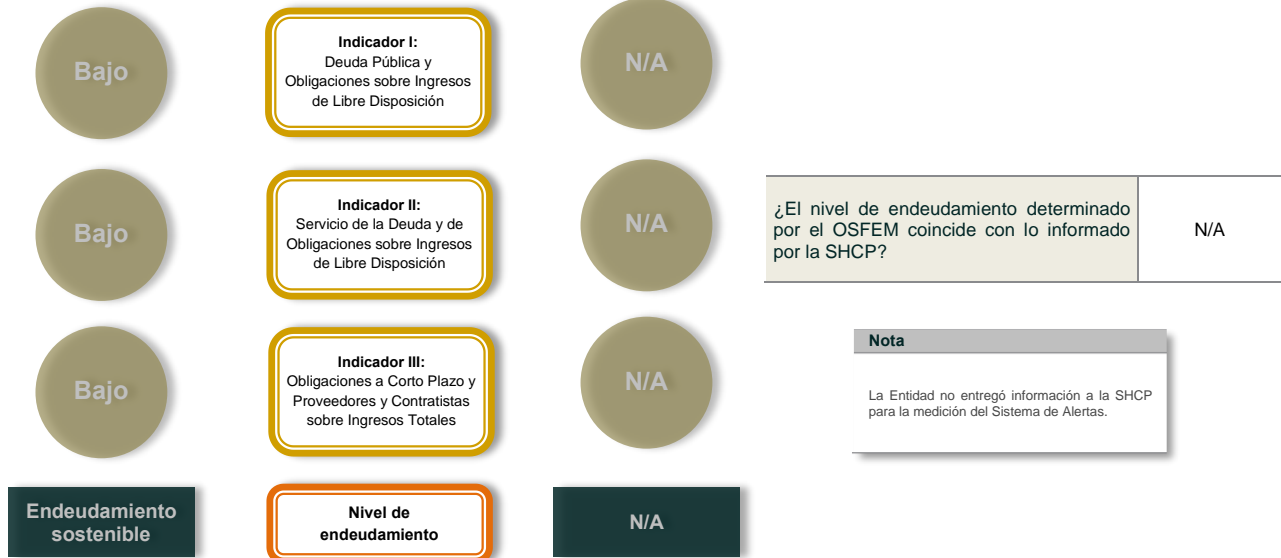 Bajo
Indicador I:
Deuda Pública y
Obligaciones sobre Ingresos
de Libre Disposición
N/A
Bajo
Indicador II:
Servicio de la Deuda y de
Obligaciones sobre Ingresos
de Libre Disposición
N/A
¿El nivel de endeudamiento determinado
por el OSFEM coincide con lo informado
por la SHCP?
N/A
Bajo
Indicador III:
Obligaciones a Corto Plazo y
Proveedores y Contratistas
sobre Ingresos Totales
N/A
Nota
La Entidad no entregó información a la SHCP
para la medición del Sistema de Alertas.
Endeudamiento
sostenible
Nivel de
endeudamiento
N/A